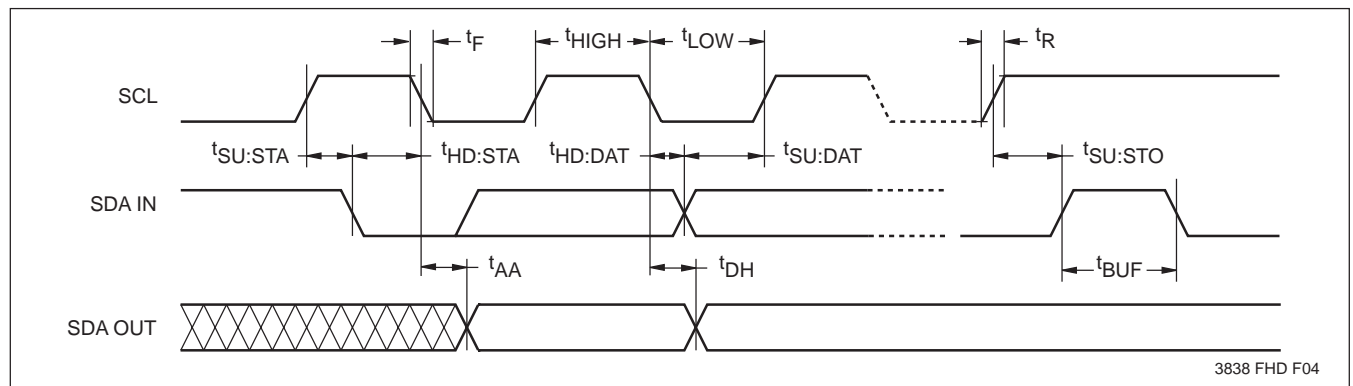 tF
tHIGH
tLOW
tR
SCL
tSU:STA
tHD:STA
tHD:DAT
tSU:DAT
tSU:STO
SDA IN
tAA
tDH
tBUF
SDA OUT
3838 FHD F04